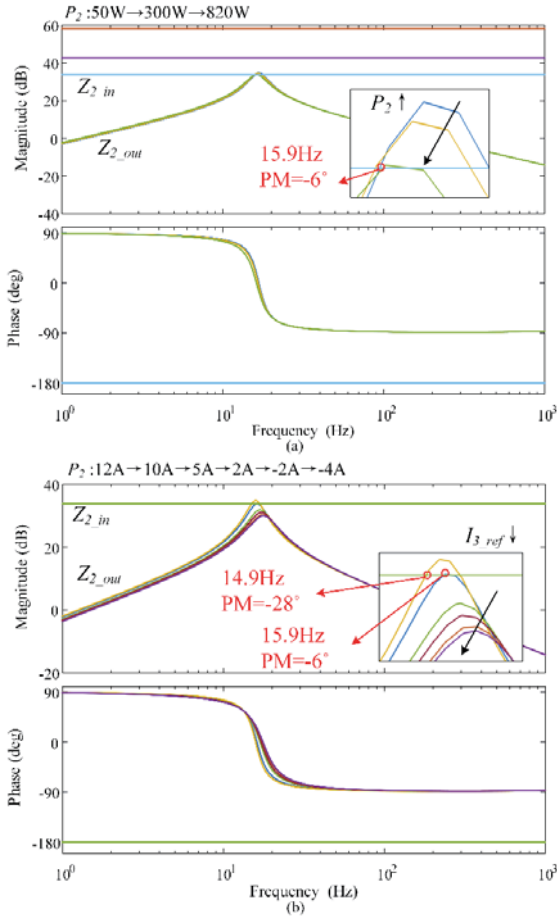 P2 :50W→300W→820W
60
40
20
0
-20
-40
Magnitude (dB)
Z2_in
Z2_out
P2 ↑
15.9Hz
PM=-6°
90
0
-90
-180
Phase (deg)
10^0
10^1
10^2
10^3
Frequency (Hz)
(a)
P2 :12A→10A→5A→2A→-2A→-4A
40
20
0
-20
Magnitude (dB)
Z2_in
Z2_out
I3_ref ↓
14.9Hz
PM=-28°
15.9Hz
PM=-6°
90
0
-90
-180
Phase (deg)
10^0
10^1
10^2
10^3
Frequency (Hz)
(b)